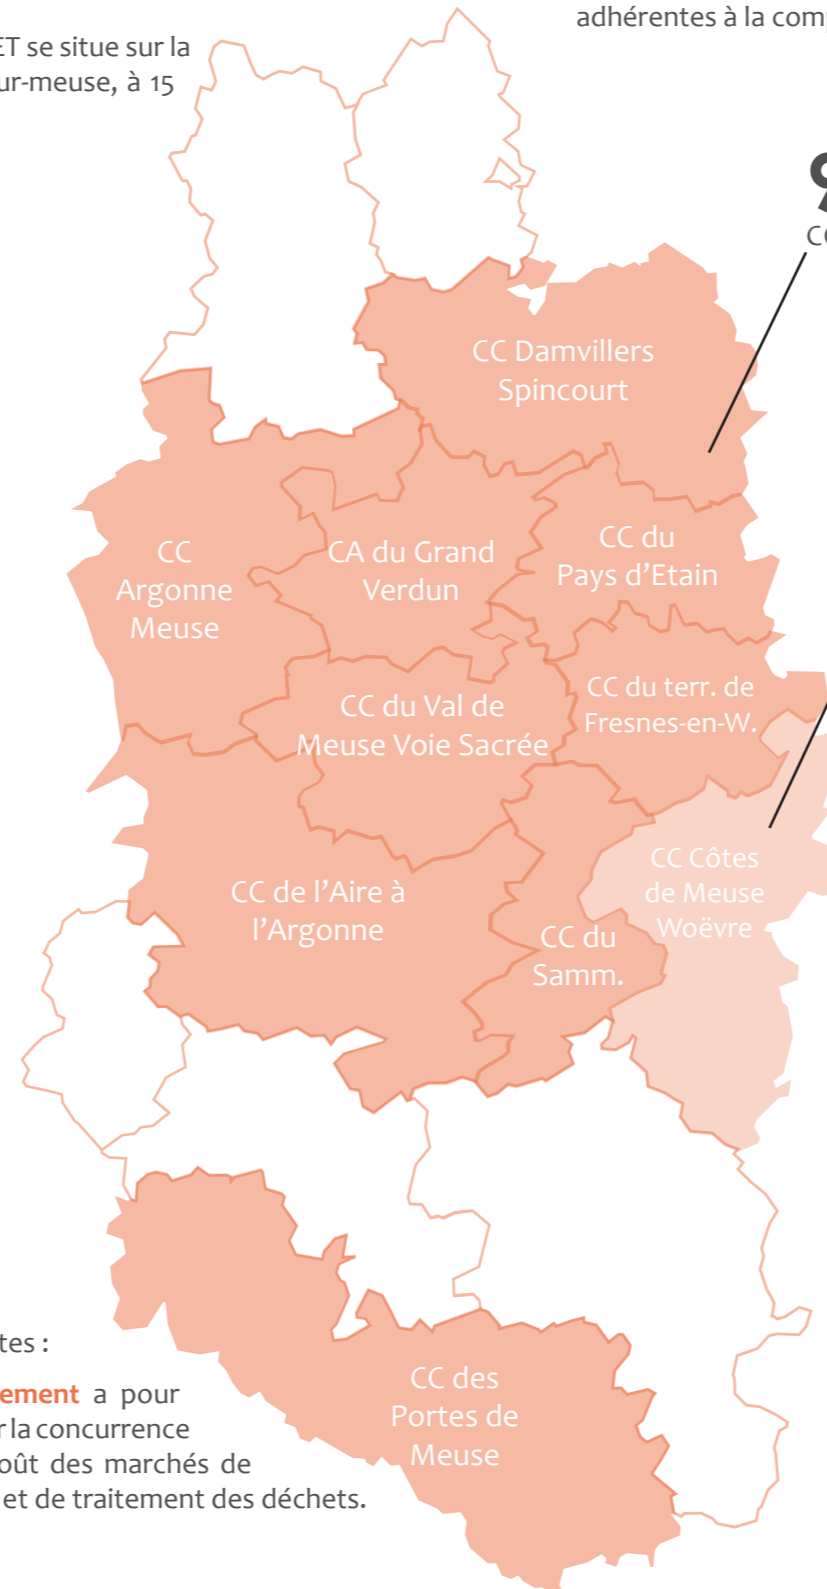 adhérentes à la com
ET se situe sur la
ur-meuse, à 15
CC Damvillers
Spincourt
CC
Argonne
Meuse
CA du Grand
Verdun
CC du
Pays d’Etain
CC du terr. de
Fresnes-en-W.
CC du Val de
Meuse Voie Sacrée
CC Côtes
de Meuse
Woëvre
CC de l’Aire à
l’Argonne
CC du
Samm.
CC des
Portes de
Meuse
tes :
ement a pour
r la concurrence
oût des marchés de
et de traitement des déchets.